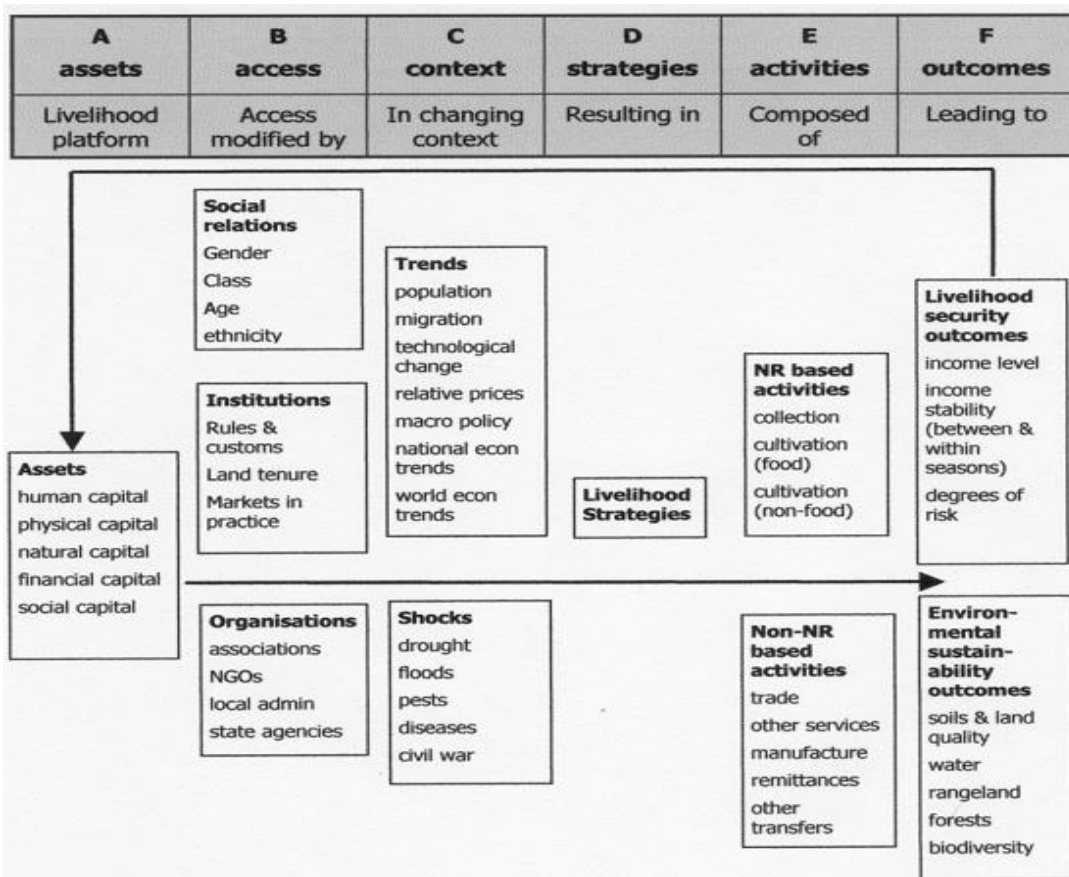 A
assets
B
access
C
context
D
strategies
E
activities
F
outcomes
Livelihood
platform
Access
modified by
In changing
context
Resulting in
Composed
of
Leading to
Assets
human capital
physical capital
natural capital
financial capital
social capital
Social
relations
Gender
Class
Age
ethnicity
Institutions
Rules &
customs
Land tenure
Markets in
practice
Organisations
associations
NGOs
local admin
state agencies
Trends
population
migration
technological
change
relative prices
macro policy
national econ
trends
world econ
trends
Shocks
drought
floods
pests
diseases
civil war
Livelihood
Strategies
NR based
activities
collection
cultivation
(food)
cultivation
(non-food)
Non-NR
based
activities
trade
other services
manufacture
remittances
other
transfers
Livelihood
security
outcomes
income level
income
stability
(between &
within
seasons)
degrees of
risk
Environ-
mental
sustain-
ability
outcomes
soils & land
quality
water
rangeland
forests
biodiversity